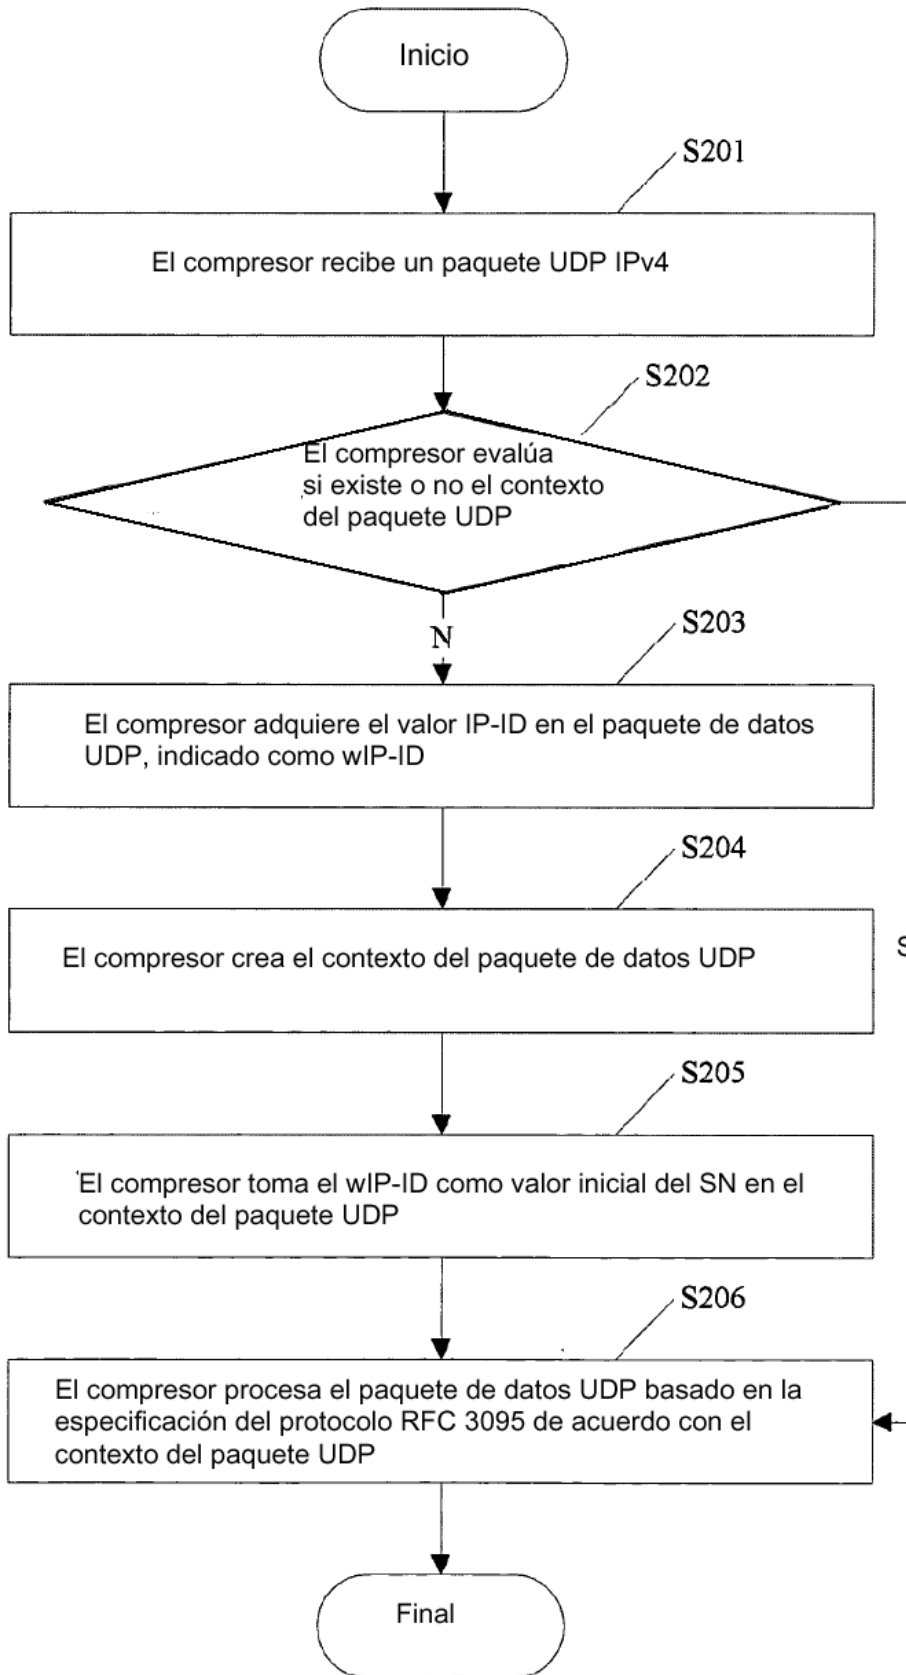 Inicio
S201
El compresor recibe un paquete UDP IPv4
S202
El compresor evalúa
si existe o no el contexto
del paquete UDP
N
S203
El compresor adquiere el valor IP-ID en el paquete de datos
UDP, indicado como wIP-ID
S204
El compresor crea el contexto del paquete de datos UDP
S
S205
El compresor toma el wIP-ID como valor inicial del SN en el
contexto del paquete UDP
S206
El compresor procesa el paquete de datos UDP basado en la
especificación del protocolo RFC 3095 de acuerdo con el
contexto del paquete UDP
Final